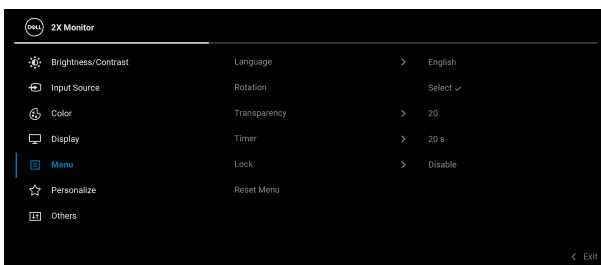 DELL 2X Monitor
Brightness/Contrast Language > English
Input Source Rotation Select ✓
Color Transparency > 20
Display Timer > 20 s
Menu Lock > Disable
Personalize Reset Menu
Others
< Exit